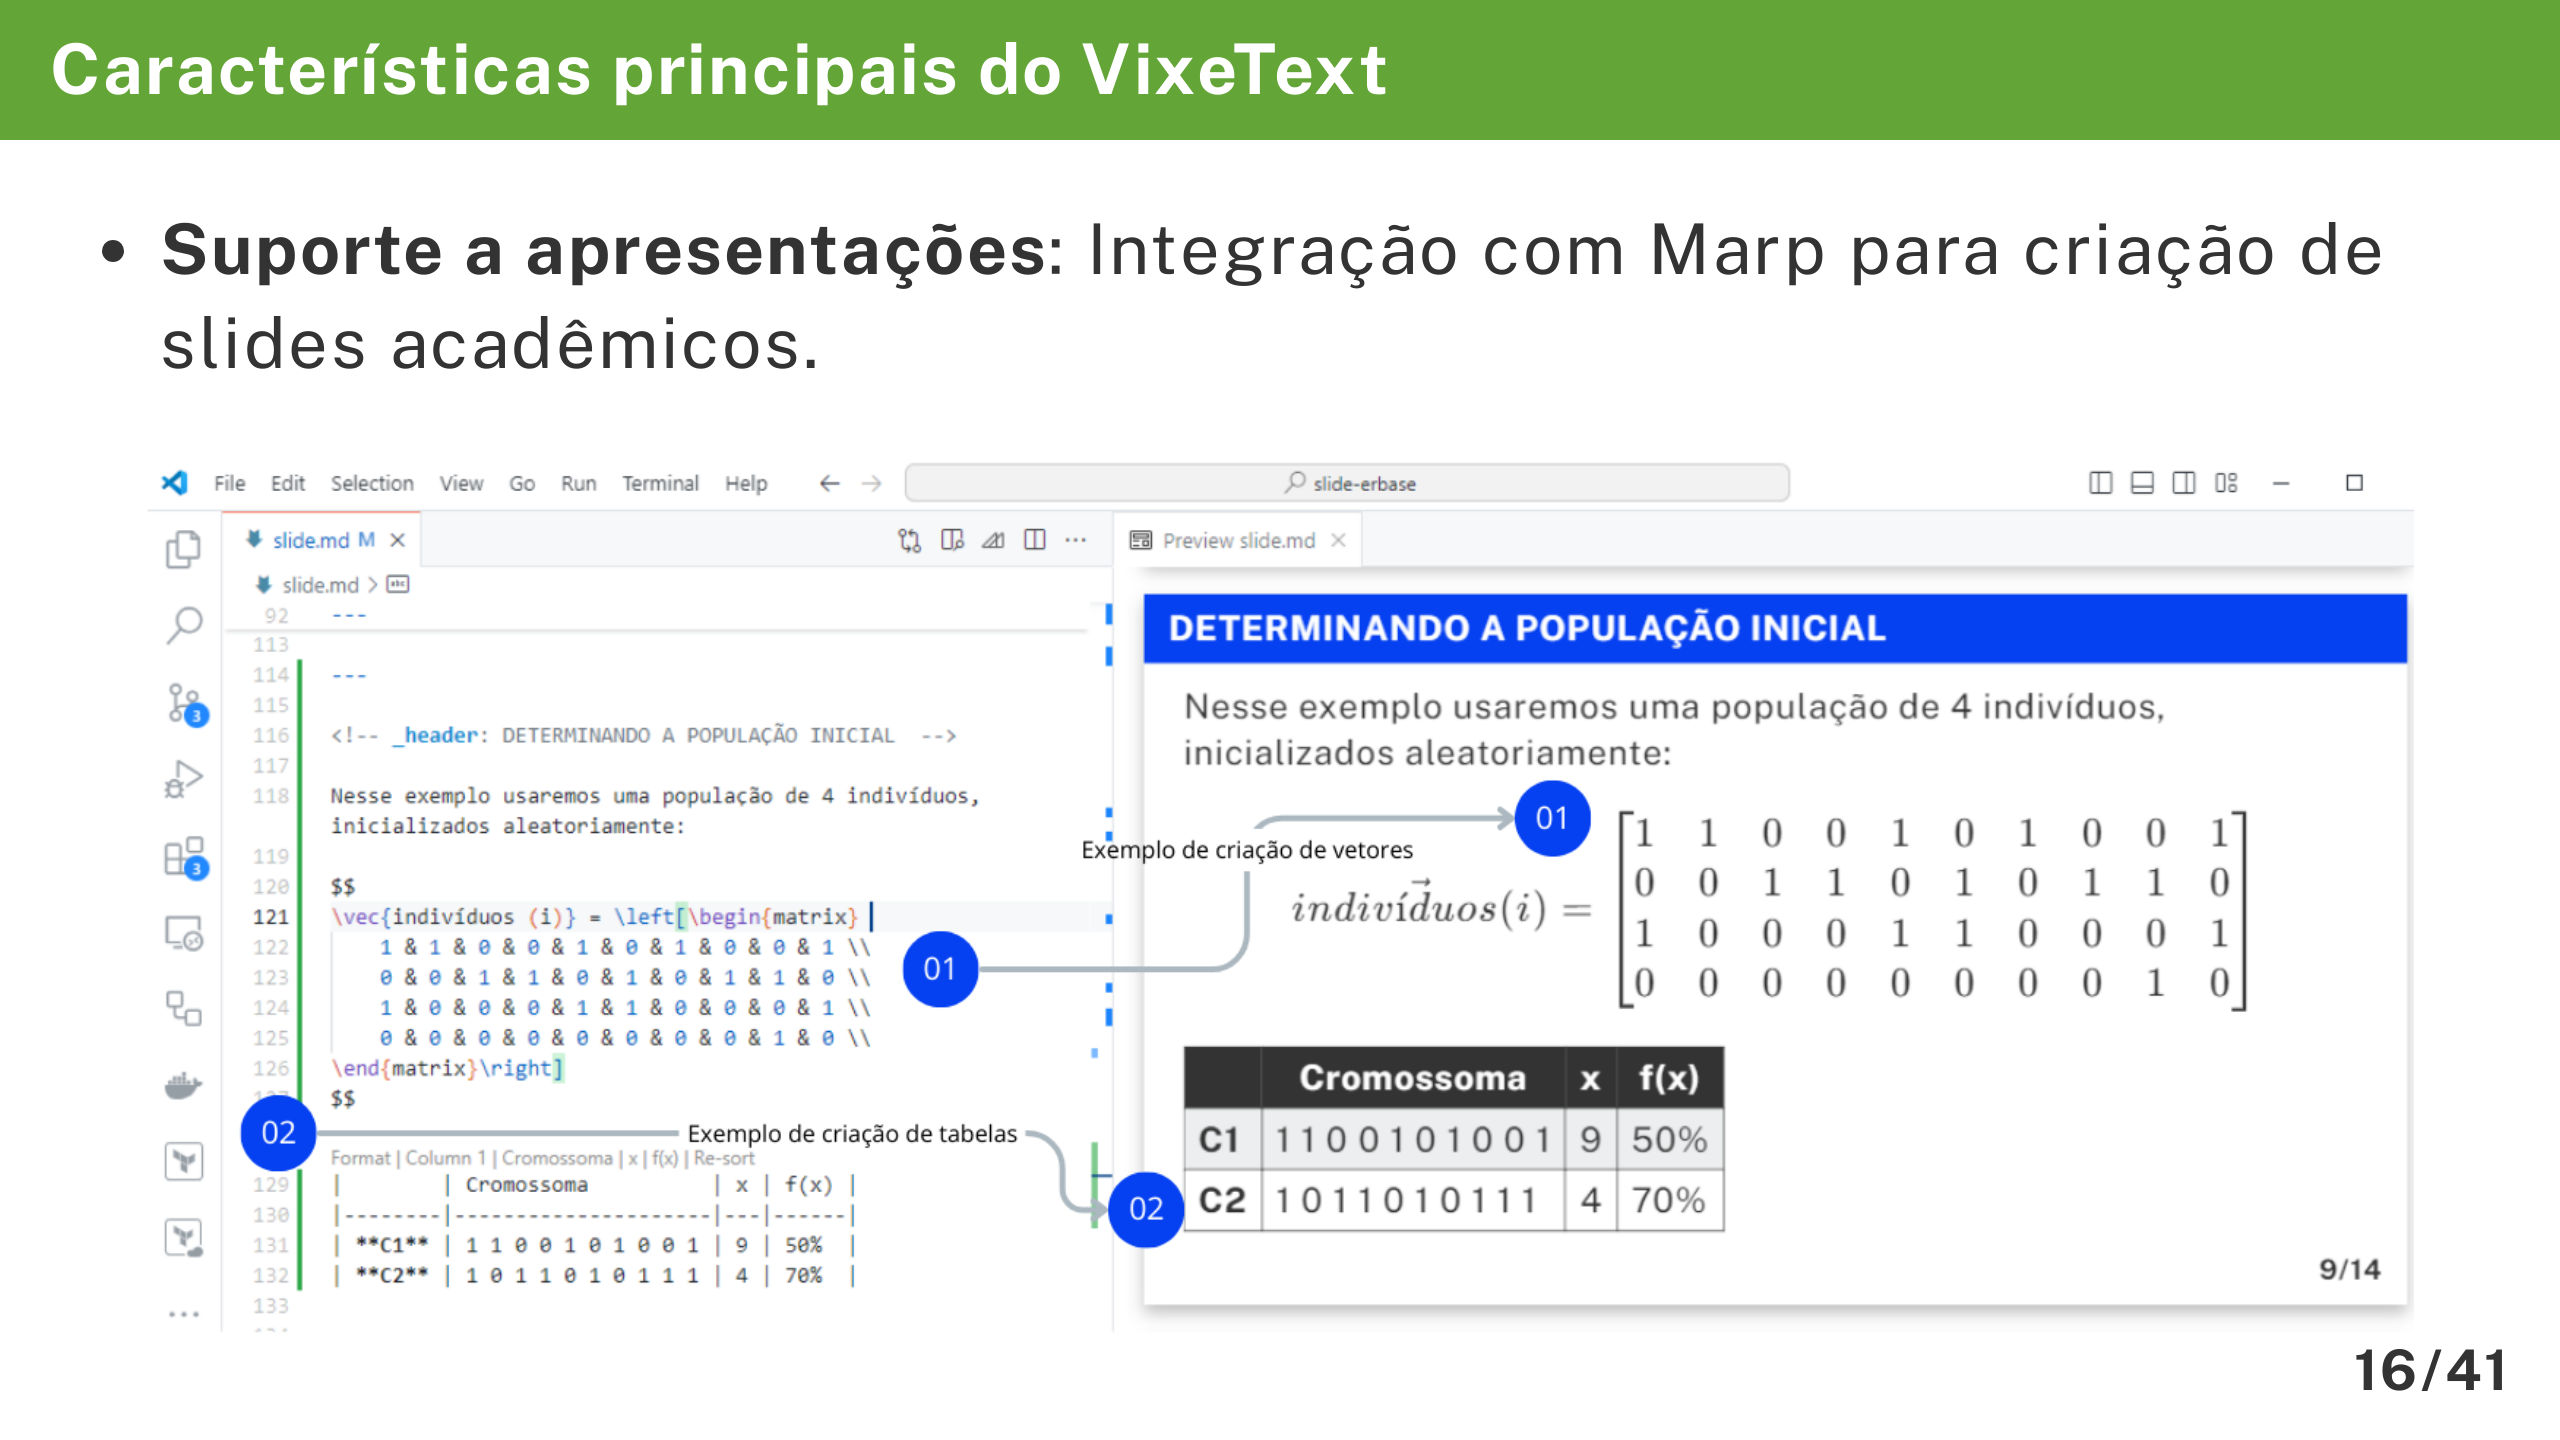 Características principais do VixeText
• Suporte a apresentações: Integração com Marp para criação de
slides acadêmicos.
File Edit Selection View Go Run Terminal Help
slide-erbase
slide.md M
Preview slide.md
slide.md >
92 ---
113
114 ---
115
116 <!-- _header: DETERMINANDO A POPULAÇÃO INICIAL -->
117
118 Nesse exemplo usaremos uma população de 4 indivíduos,
inicializados aleatoriamente:
119
120 $$
121 \vec{indivíduos (i)} = \left[\begin{matrix}
122 1 & 1 & 0 & 0 & 1 & 0 & 1 & 0 & 0 & 1 \\
123 0 & 0 & 1 & 1 & 0 & 1 & 0 & 1 & 1 & 0 \\
124 1 & 0 & 0 & 0 & 1 & 1 & 0 & 0 & 0 & 1 \\
125 0 & 0 & 0 & 0 & 0 & 0 & 0 & 0 & 1 & 0 \\
126 \end{matrix}\right]
$$
Format | Column 1 | Cromossoma | x | f(x) | Re-sort
129 | | Cromossoma | x | f(x) |
130 |--------|---------------------|---|------|
131 | **C1** | 1 1 0 0 1 0 1 0 0 1 | 9 | 50% |
132 | **C2** | 1 0 1 1 0 1 0 1 1 1 | 4 | 70% |
133
3
3
01
Exemplo de criação de vetores
01
02
Exemplo de criação de tabelas
02
DETERMINANDO A POPULAÇÃO INICIAL
Nesse exemplo usaremos uma população de 4 indivíduos,
inicializados aleatoriamente:
indivíduos(i) =
1 1 0 0 1 0 1 0 0 1
0 0 1 1 0 1 0 1 1 0
1 0 0 0 1 1 0 0 0 1
0 0 0 0 0 0 0 0 1 0
Cromossoma x f(x)
C1 1 1 0 0 1 0 1 0 0 1 9 50%
C2 1 0 1 1 0 1 0 1 1 1 4 70%
9/14
16/41